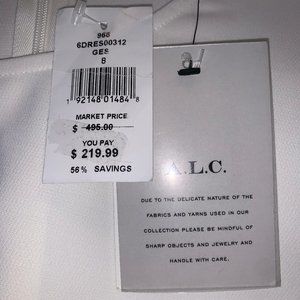 966
6DRES00312
GES
8
1 92148 01484 8
MARKET PRICE
$ 495.00
YOU PAY
$ 219.99
56% SAVINGS
A.L.C.
DUE TO THE DELICATE NATURE OF THE
FABRICS AND YARNS USED IN OUR
COLLECTION PLEASE BE MINDFUL OF
SHARP OBJECTS AND JEWELRY AND
HANDLE WITH CARE.